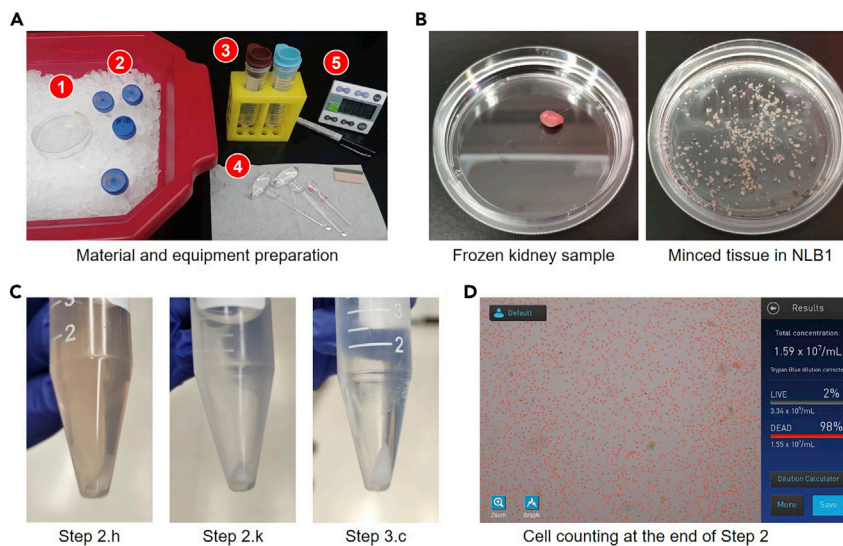 A
1
2
3
4
5
Material and equipment preparation
B
Frozen kidney sample
Minced tissue in NLB1
C
3
2
Step 2.h
Step 2.k
3
2
Step 3.c
D
Default
Zoom
Graph
Results
Total concentration.
1.59 x 10⁷/mL
Trypan Blue dilution correcte
LIVE 2%
3.34 x 10⁵/mL
DEAD 98%
1.55 x 10⁷/mL
Dilution Calculator
More
Save
Cell counting at the end of Step 2